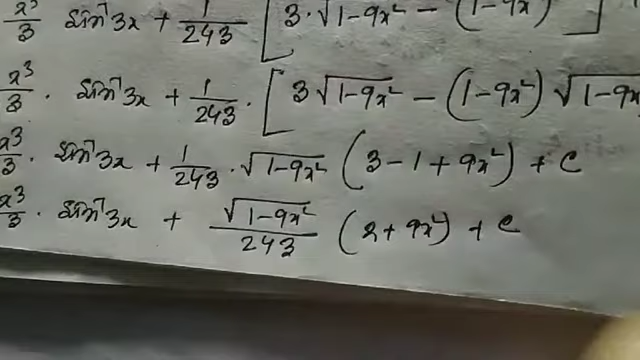 x³/3 sin⁻¹3x + 1/243 [3·√1-9x² - (1-9x)
x³/3 · sin⁻¹3x + 1/243 · [3√1-9x² - (1-9x²)√1-9x
x³/3 · sin⁻¹3x + 1/243 · √1-9x² (3-1+9x²) + c
x³/3 · sin⁻¹3x + √1-9x²/243 (2+9x²) + c